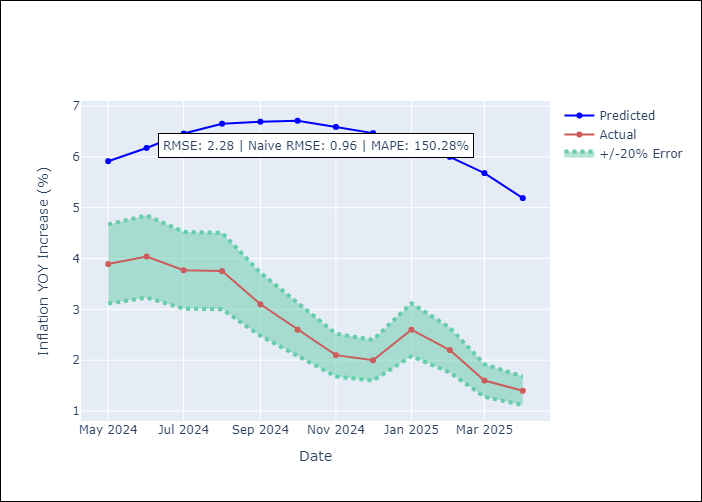 7
6
5
4
3
2
1
Inflation YOY Increase (%)
RMSE: 2.28 | Naive RMSE: 0.96 | MAPE: 150.28%
May 2024 Jul 2024 Sep 2024 Nov 2024 Jan 2025 Mar 2025
Date
Predicted
Actual
+/-20% Error